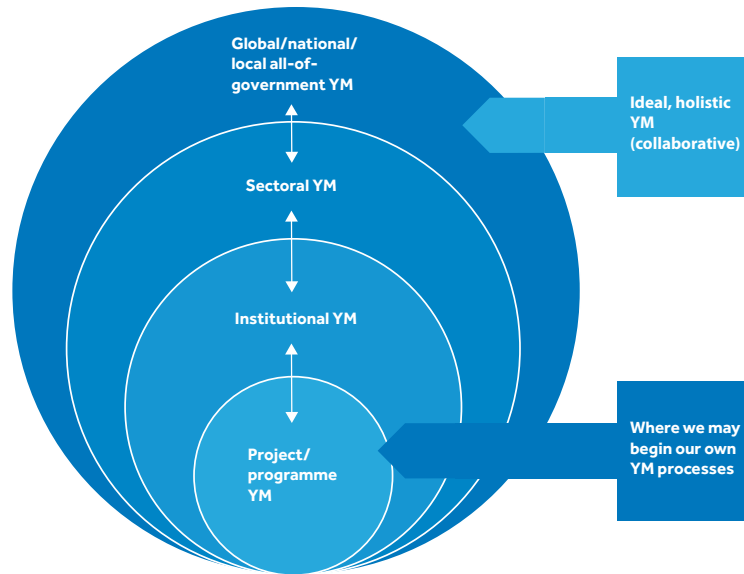 Global/national/
local all-of-
government YM
Ideal, holistic
YM
(collaborative)
Sectoral YM
Institutional YM
Where we may
begin our own
YM processes
Project/
programme
YM